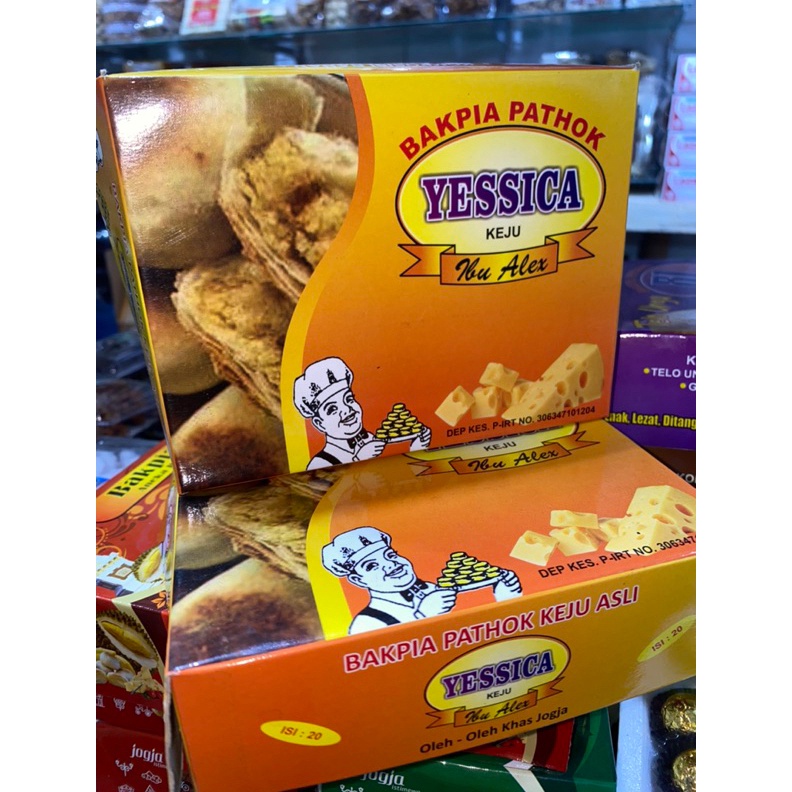 BAKPIA PATHOK
YESSICA
KEJU
Ibu Alex
DEP KES. P-IRT NO. 306347101204
KEJU
Ibu Alex
DEP KES. P-IRT NO. 306347
BAKPIA PATHOK KEJU ASLI
YESSICA
KEJU
Ibu Alex
Oleh - Oleh Khas Jogja
ISI : 20
ISI : 20
K
• TELO UN
• G
nak, Lezat, Ditang
Bakpi
jogja
jogja